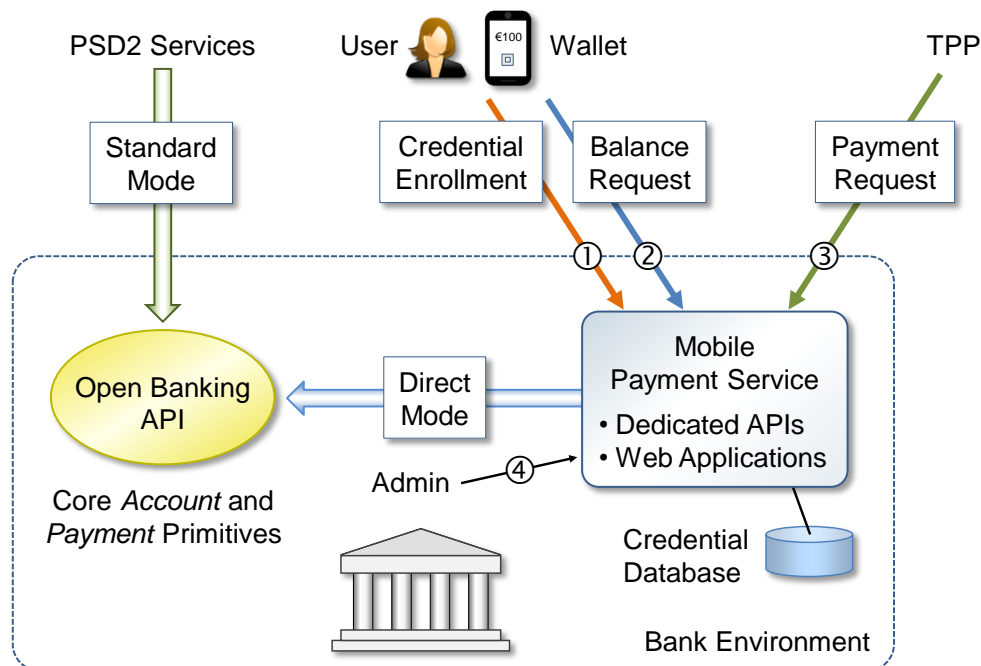 PSD2 Services
User
€100
Wallet
TPP
Standard
Mode
Credential
Enrollment
Balance
Request
Payment
Request
①
②
③
Open Banking
API
Direct
Mode
Mobile
Payment Service
• Dedicated APIs
• Web Applications
Admin
④
Core Account and
Payment Primitives
Credential
Database
Bank Environment